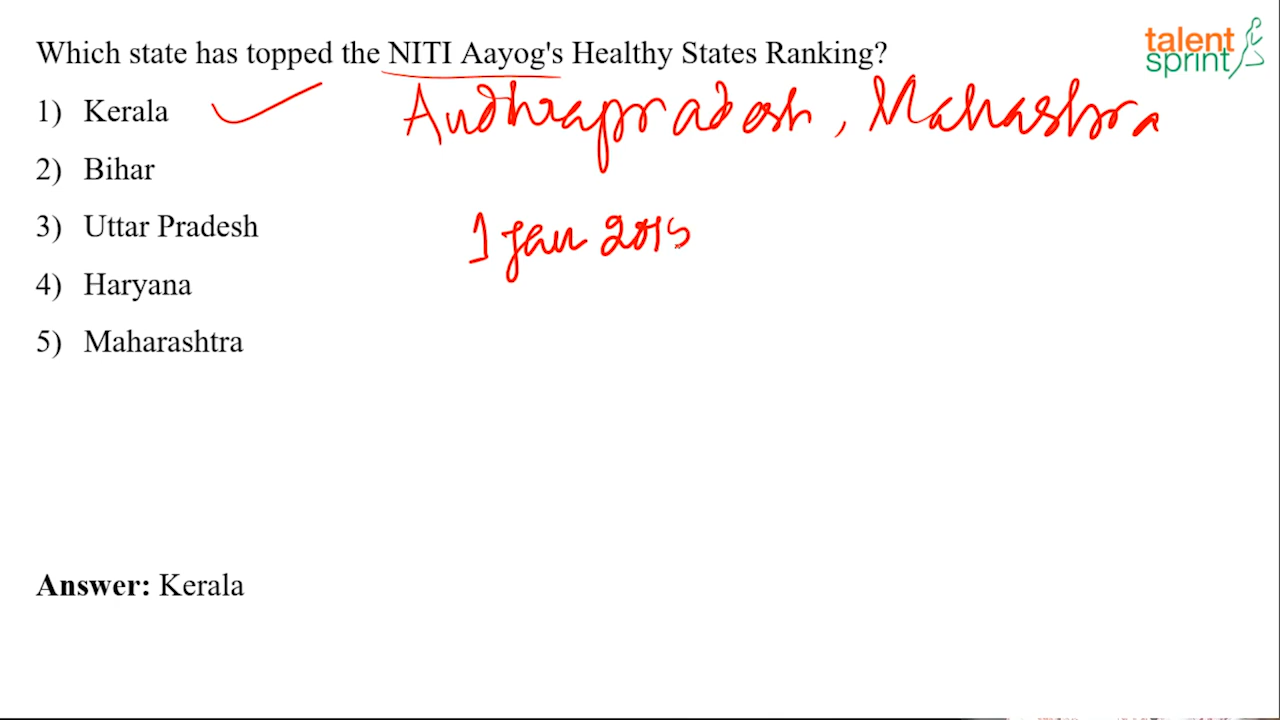 Which state has topped the NITI Aayog's Healthy States Ranking?
talent
sprint
1) Kerala
Andhrapradesh, Mahashtra
2) Bihar
3) Uttar Pradesh
1 Jan 2015
4) Haryana
5) Maharashtra
Answer: Kerala